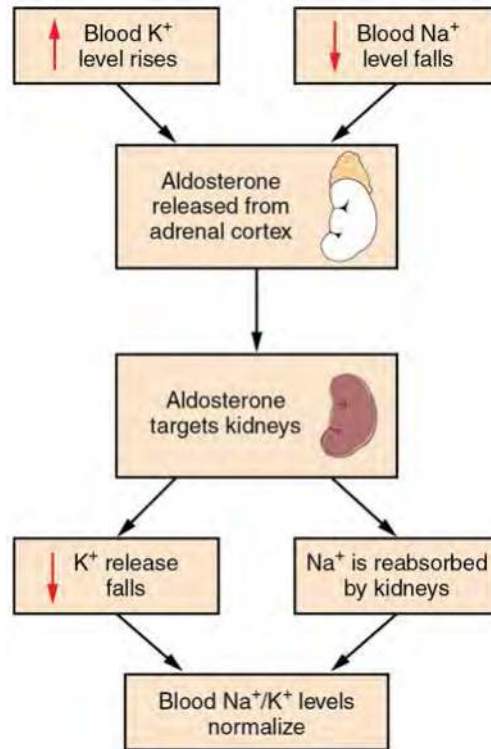 Blood K⁺
level rises
Blood Na⁺
level falls
Aldosterone
released from
adrenal cortex
Aldosterone
targets kidneys
K⁺ release
falls
Na⁺ is reabsorbed
by kidneys
Blood Na⁺/K⁺ levels
normalize